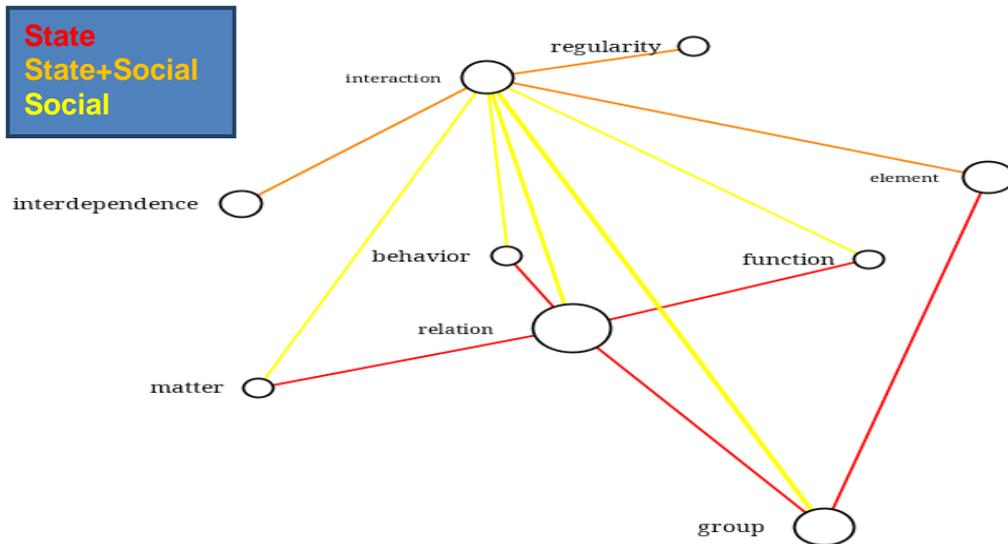 State
State+Social
Social
regularity
interaction
element
interdependence
behavior
function
relation
matter
group